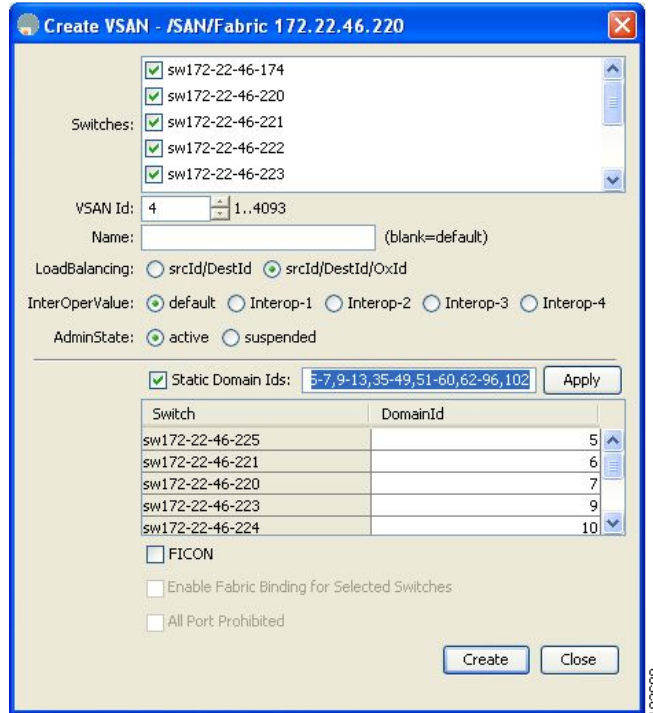 Create VSAN - /SAN/Fabric 172.22.46.220
sw172-22-46-174
sw172-22-46-220
Switches: sw172-22-46-221
sw172-22-46-222
sw172-22-46-223
VSAN Id: 4 1..4093
Name: (blank=default)
LoadBalancing: srcId/DestId srcId/DestId/OxId
InterOperValue: default Interop-1 Interop-2 Interop-3 Interop-4
AdminState: active suspended
Static Domain Ids: 5-7,9-13,35-49,51-60,62-96,102 Apply
Switch DomainId
sw172-22-46-225 5
sw172-22-46-221 6
sw172-22-46-220 7
sw172-22-46-223 9
sw172-22-46-224 10
FICON
Enable Fabric Binding for Selected Switches
All Port Prohibited
Create Close